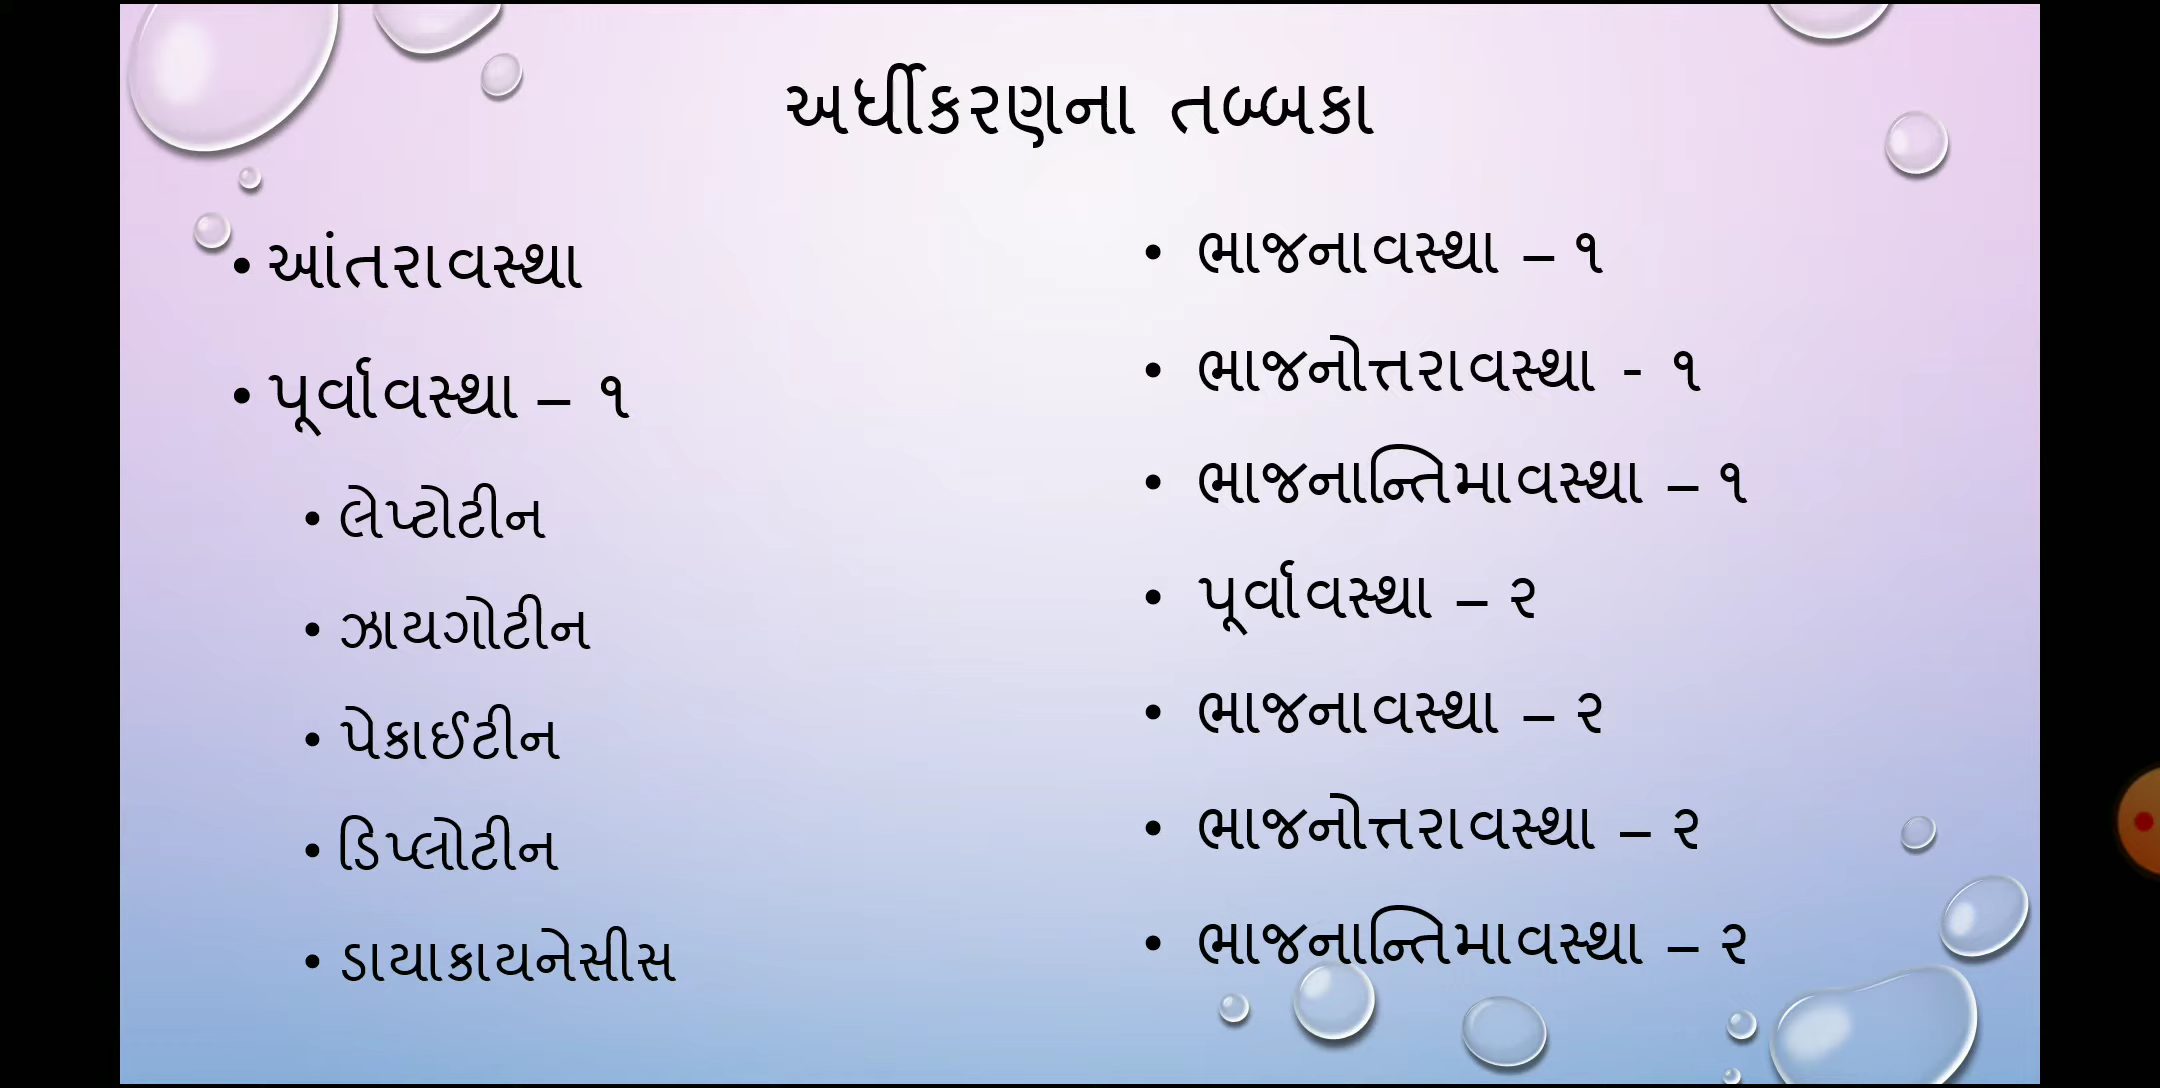 અર્ધીકરણના તબ્બકા
• આંતરાવસ્થા
• પૂર્વાવસ્થા – ૧
• લેપ્ટોટીન
• ઝાયગોટીન
• પેકાઈટીન
• ડિપ્લોટીન
• ડાયાકાયનેસીસ
• ભાજનાવસ્થા – ૧
• ભાજનોત્તરાવસ્થા - ૧
• ભાજનાન્તિમાવસ્થા – ૧
• પૂર્વાવસ્થા – ૨
• ભાજનાવસ્થા – ૨
• ભાજનોત્તરાવસ્થા – ૨
• ભાજનાન્તિમાવસ્થા – ૨